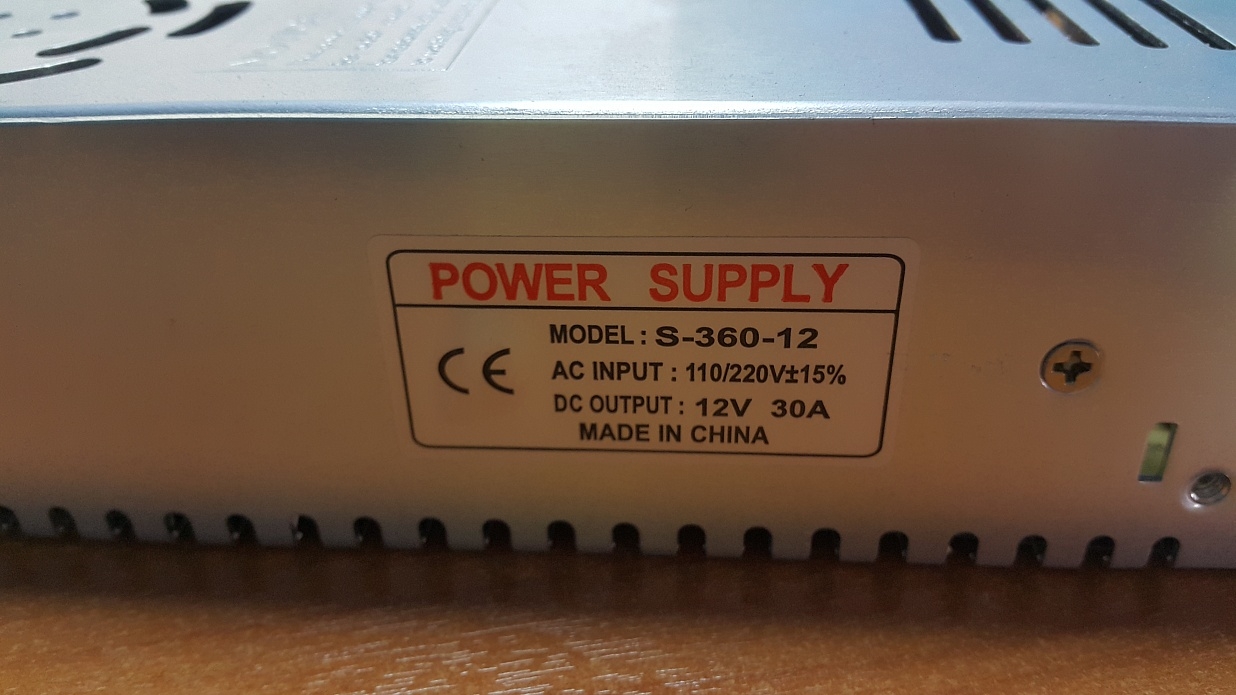 POWER SUPPLY
MODEL : S-360-12
CE
AC INPUT : 110/220V±15%
DC OUTPUT : 12V 30A
MADE IN CHINA